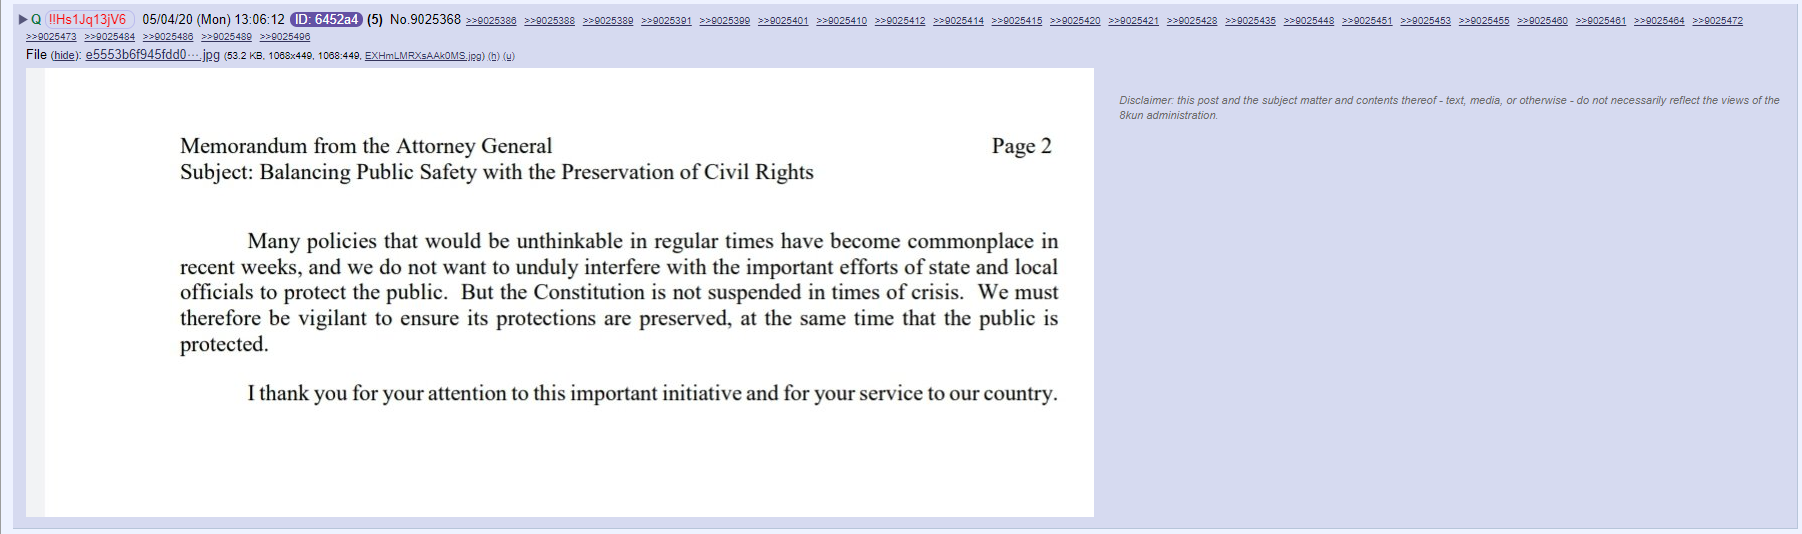 ▶ Q !!Hs1Jq13jV6 05/04/20 (Mon) 13:06:12 ID: 6452a4 (5) No.9025368 >>9025386 >>9025388 >>9025389 >>9025391 >>9025399 >>9025401 >>9025410 >>9025412 >>9025414 >>9025415 >>9025420 >>9025421 >>9025428 >>9025435 >>9025448 >>9025451 >>9025453 >>9025455 >>9025460 >>9025461 >>9025464 >>9025472
>>9025473 >>9025484 >>9025486 >>9025489 >>9025496
File (hide): e5553b6f945fdd0⋯.jpg (53.2 KB, 1068x449, 1068:449, EXHmLMRXsAAk0MS.jpg) (h) (u)
Disclaimer: this post and the subject matter and contents thereof - text, media, or otherwise - do not necessarily reflect the views of the
8kun administration.
Memorandum from the Attorney General Page 2
Subject: Balancing Public Safety with the Preservation of Civil Rights
Many policies that would be unthinkable in regular times have become commonplace in
recent weeks, and we do not want to unduly interfere with the important efforts of state and local
officials to protect the public. But the Constitution is not suspended in times of crisis. We must
therefore be vigilant to ensure its protections are preserved, at the same time that the public is
protected.
I thank you for your attention to this important initiative and for your service to our country.